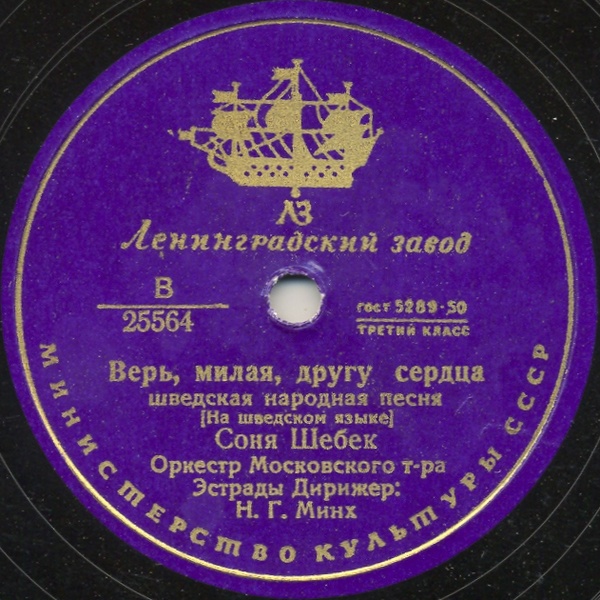 ЛЗ
Ленинградский завод
В
25564
ГОСТ 5289-50
ТРЕТИЙ КЛАСС
Верь, милая, другу сердца
шведская народная песня
[На шведском языке]
Соня Шебек
Оркестр Московского т-ра
Эстрады Дирижер:
Н. Г. Минх
МИНИСТЕРСТВО КУЛЬТУРЫ СССР